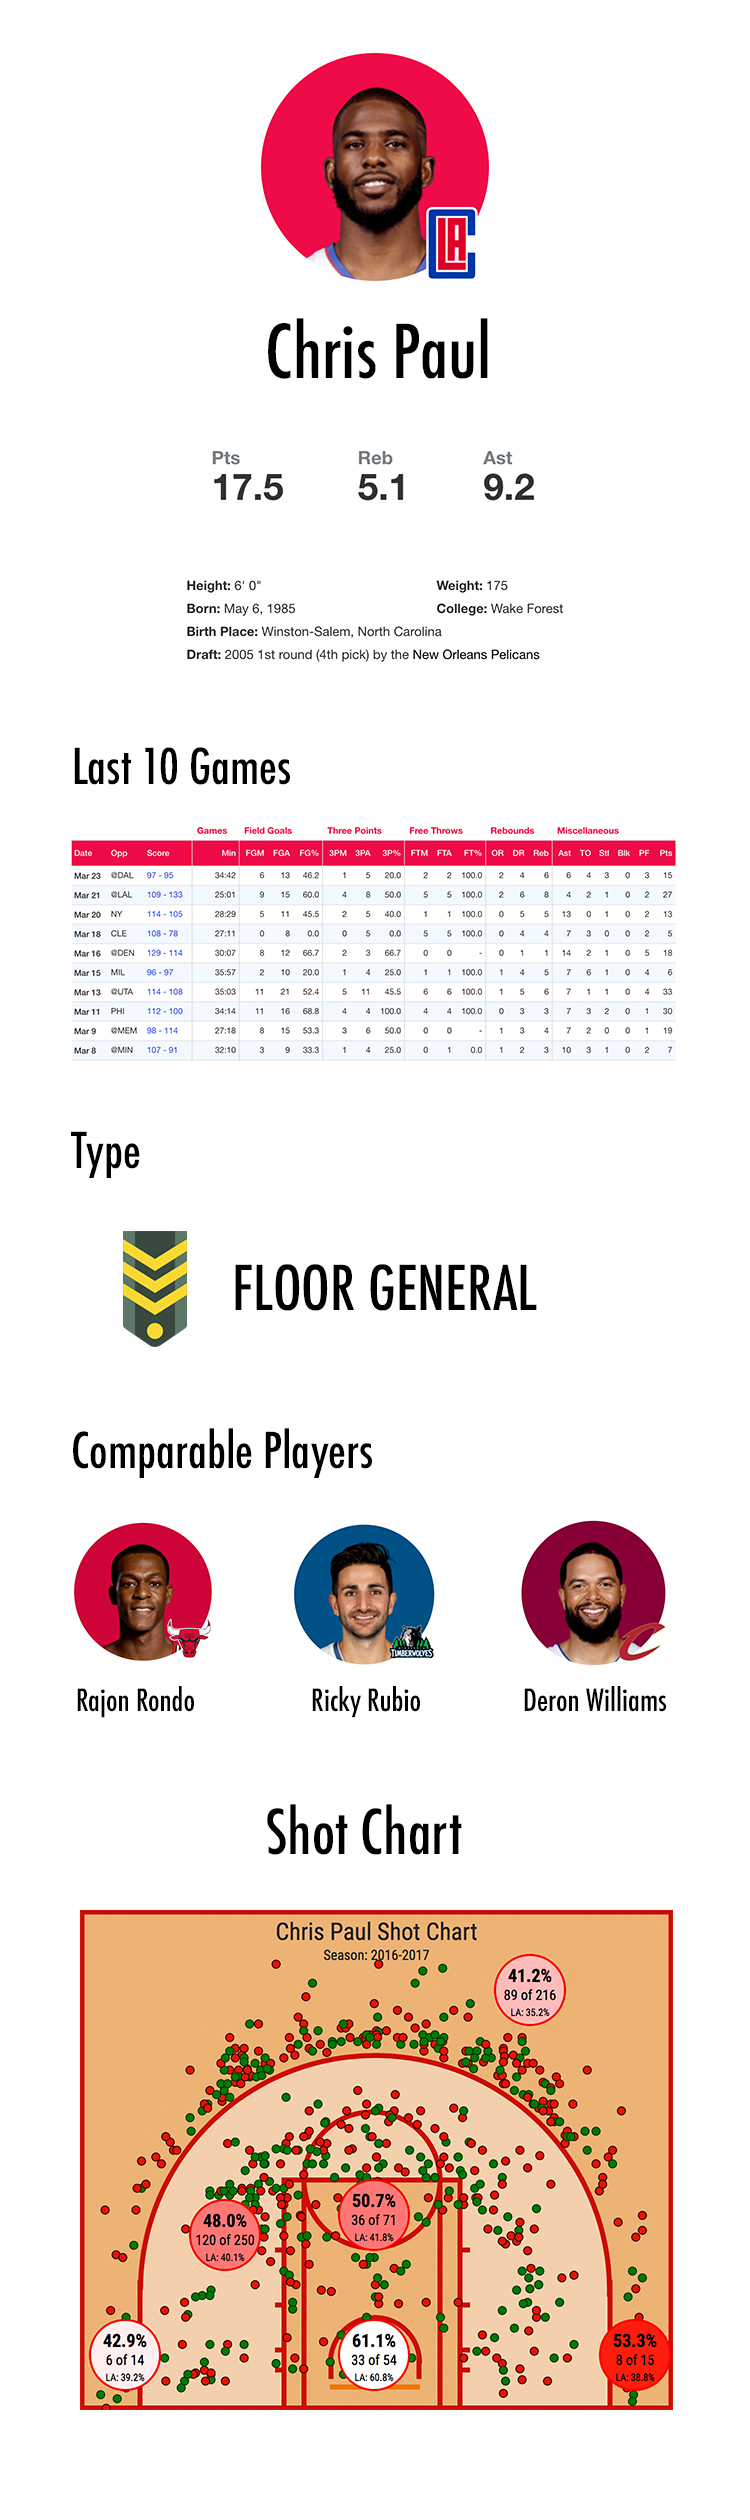 Chris Paul
Pts Reb Ast
17.5 5.1 9.2
Height: 6' 0" Weight: 175
Born: May 6, 1985 College: Wake Forest
Birth Place: Winston-Salem, North Carolina
Draft: 2005 1st round (4th pick) by the New Orleans Pelicans
Last 10 Games
Games Field Goals Three Points Free Throws Rebounds Miscellaneous
Date Opp Score Min FGM FGA FG% 3PM 3PA 3P% FTM FTA FT% OR DR Reb Ast TO Stl Blk PF Pts
Mar 23 @DAL 97 - 95 34:42 6 13 46.2 1 5 20.0 2 2 100.0 2 4 6 6 4 3 0 3 15
Mar 21 @LAL 109 - 133 25:01 9 15 60.0 4 8 50.0 5 5 100.0 2 6 8 4 2 1 0 2 27
Mar 20 NY 114 - 105 28:29 5 11 45.5 2 5 40.0 1 1 100.0 0 5 5 13 0 1 0 2 13
Mar 18 CLE 108 - 78 27:11 0 8 0.0 0 5 0.0 5 5 100.0 0 4 4 7 3 0 0 2 5
Mar 16 @DEN 129 - 114 30:07 8 12 66.7 2 3 66.7 0 0 - 0 1 1 14 2 1 0 5 18
Mar 15 MIL 96 - 97 35:57 2 10 20.0 1 4 25.0 1 1 100.0 1 4 5 7 6 1 0 4 6
Mar 13 @UTA 114 - 108 35:03 11 21 52.4 5 11 45.5 6 6 100.0 1 5 6 7 1 1 0 4 33
Mar 11 PHI 112 - 100 34:14 11 16 68.8 4 4 100.0 4 4 100.0 0 3 3 7 3 2 0 1 30
Mar 9 @MEM 98 - 114 27:18 8 15 53.3 3 6 50.0 0 0 - 1 3 4 7 2 0 0 1 19
Mar 8 @MIN 107 - 91 32:10 3 9 33.3 1 4 25.0 0 1 0.0 1 2 3 10 3 1 0 2 7
Type
FLOOR GENERAL
Comparable Players
TIMBERWOLVES
Rajon Rondo Ricky Rubio Deron Williams
Shot Chart
Chris Paul Shot Chart
Season: 2016-2017
41.2%
89 of 216
LA: 35.2%
50.7%
36 of 71
LA: 41.8%
48.0%
120 of 250
LA: 40.1%
42.9%
6 of 14
LA: 39.2%
61.1%
33 of 54
LA: 60.8%
53.3%
8 of 15
LA: 38.8%